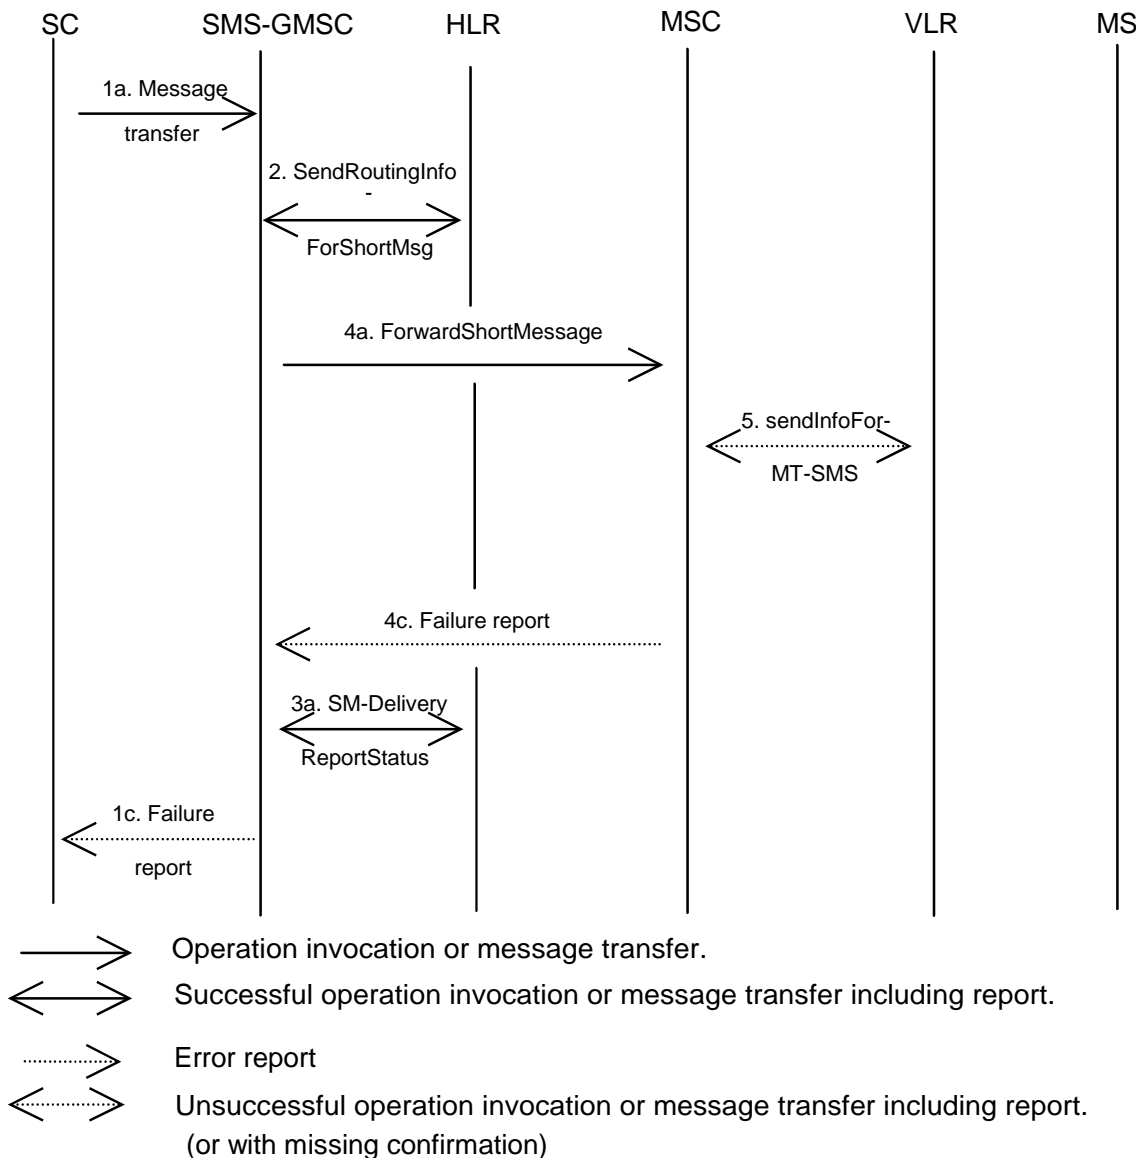 SC SMS-GMSC HLR MSC VLR MS
1a. Message
transfer
2. SendRoutingInfo
-
ForShortMsg
4a. ForwardShortMessage
5. sendInfoFor-
MT-SMS
4c. Failure report
3a. SM-Delivery
ReportStatus
1c. Failure
report
Operation invocation or message transfer.
Successful operation invocation or message transfer including report.
Error report
Unsuccessful operation invocation or message transfer including report.
(or with missing confirmation)